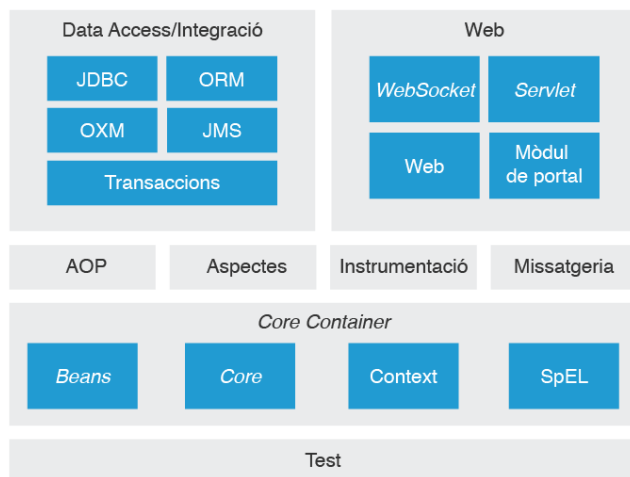 Data Access/Integració
JDBC
ORM
OXM
JMS
Transaccions
Web
WebSocket
Servlet
Web
Mòdul
de portal
AOP
Aspectes
Instrumentació
Missatgeria
Core Container
Beans
Core
Context
SpEL
Test